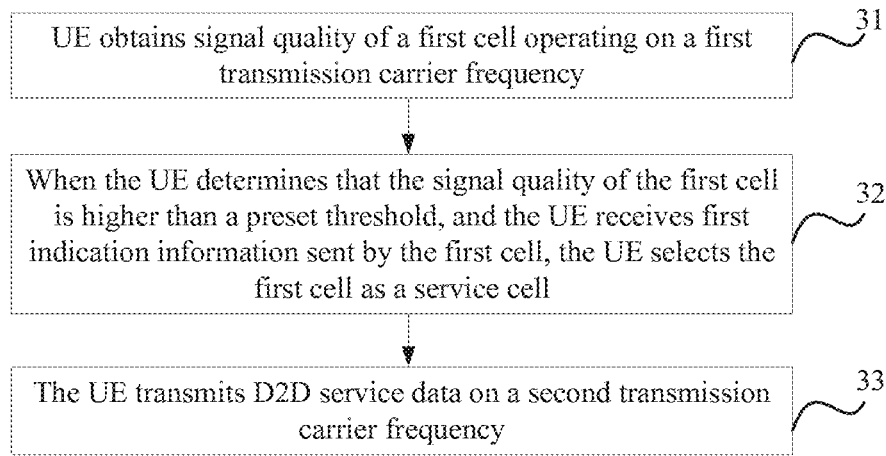 UE obtains signal quality of a first cell operating on a first
transmission carrier frequency
31
When the UE determines that the signal quality of the first cell
is higher than a preset threshold, and the UE receives first
indication information sent by the first cell, the UE selects the
first cell as a service cell
32
The UE transmits D2D service data on a second transmission
carrier frequency
33